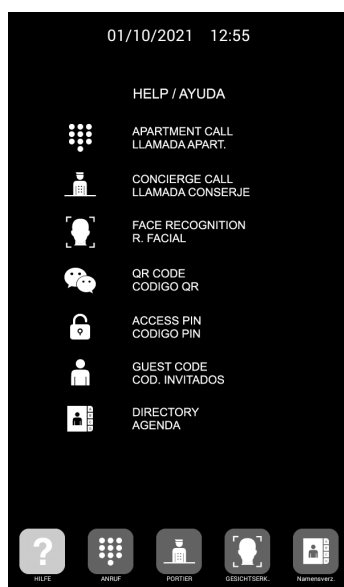 01/10/2021 12:55
HELP / AYUDA
APARTMENT CALL
LLAMADA APART.
CONCIERGE CALL
LLAMADA CONSERJE
FACE RECOGNITION
R. FACIAL
QR CODE
CODIGO QR
ACCESS PIN
CODIGO PIN
GUEST CODE
COD. INVITADOS
DIRECTORY
AGENDA
?
HILFE ANRUF PORTIER GESICHTSERK. Namensverz.